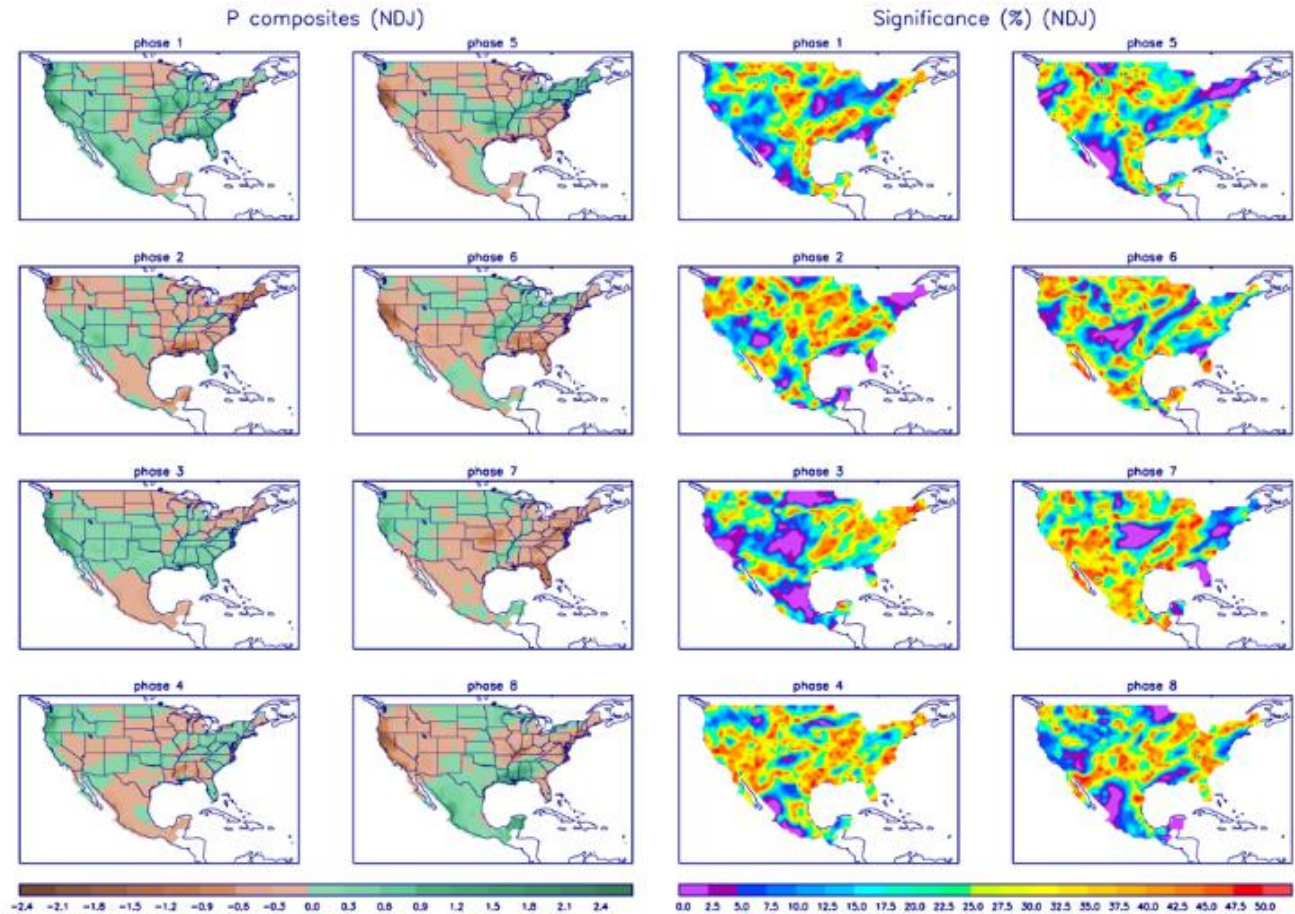 P composites (NDJ)
Significance (%) (NDJ)
phase 1
phase 5
phase 1
phase 5
phase 2
phase 6
phase 2
phase 6
phase 3
phase 7
phase 3
phase 7
phase 4
phase 8
phase 4
phase 8
-2.4 -2.1 -1.8 -1.5 -1.2 -0.9 -0.6 -0.3 0.0 0.3 0.6 0.9 1.2 1.5 1.8 2.1 2.4
0.0 2.5 5.0 7.5 10.0 12.5 15.0 17.5 20.0 22.5 25.0 27.5 30.0 32.5 35.0 37.5 40.0 42.5 45.0 47.5 50.0